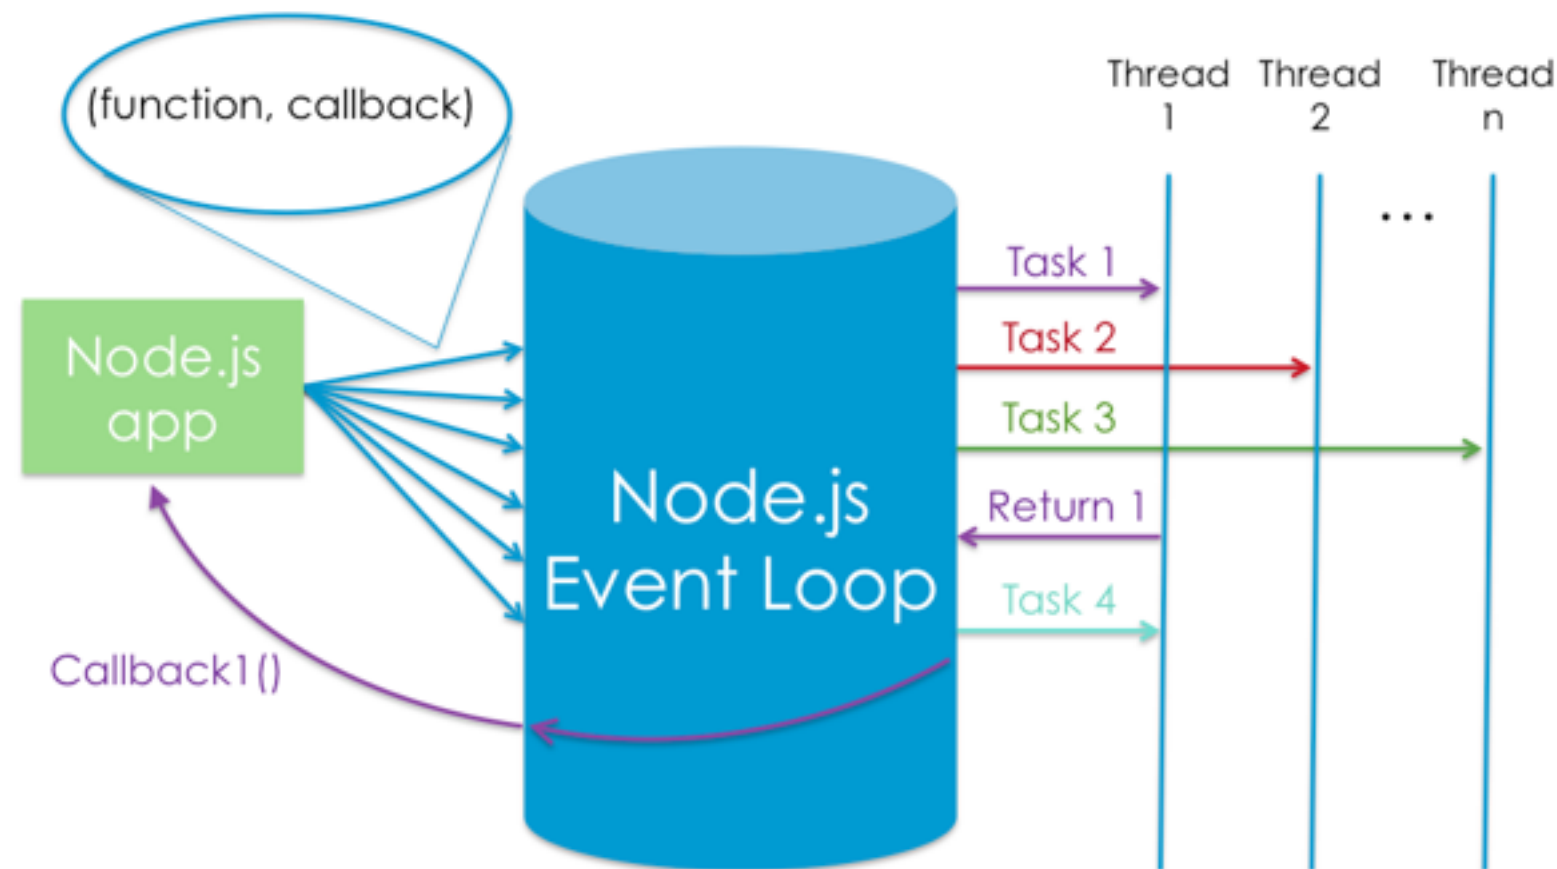 (function, callback)
Thread Thread Thread
1 2 n
...
Task 1
Task 2
Node.js
app
Task 3
Node.js
Event Loop
Return 1
Task 4
Callback1()